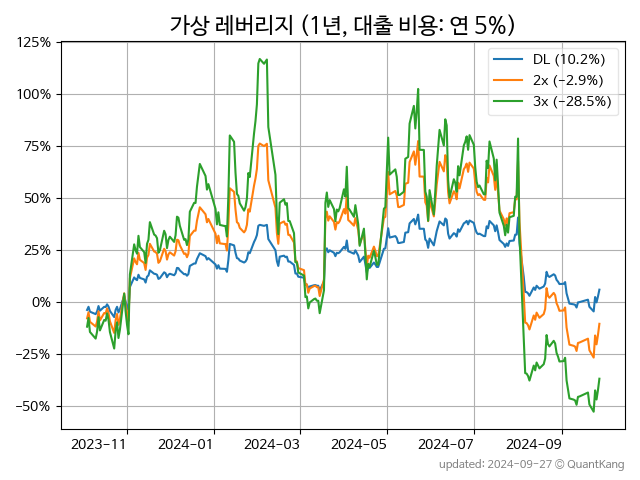 가상 레버리지 (1년, 대출 비용: 연 5%)
125%
100%
75%
50%
25%
0%
−25%
−50%
DL (10.2%)
2x (−2.9%)
3x (−28.5%)
2023-11
2024-01
2024-03
2024-05
2024-07
2024-09
updated: 2024-09-27 © QuantKang